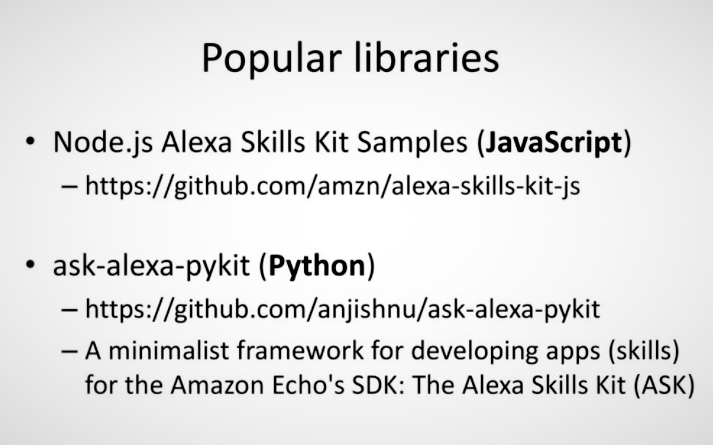 Popular libraries
• Node.js Alexa Skills Kit Samples (JavaScript)
– https://github.com/amzn/alexa-skills-kit-js
• ask-alexa-pykit (Python)
– https://github.com/anjishnu/ask-alexa-pykit
– A minimalist framework for developing apps (skills)
for the Amazon Echo's SDK: The Alexa Skills Kit (ASK)